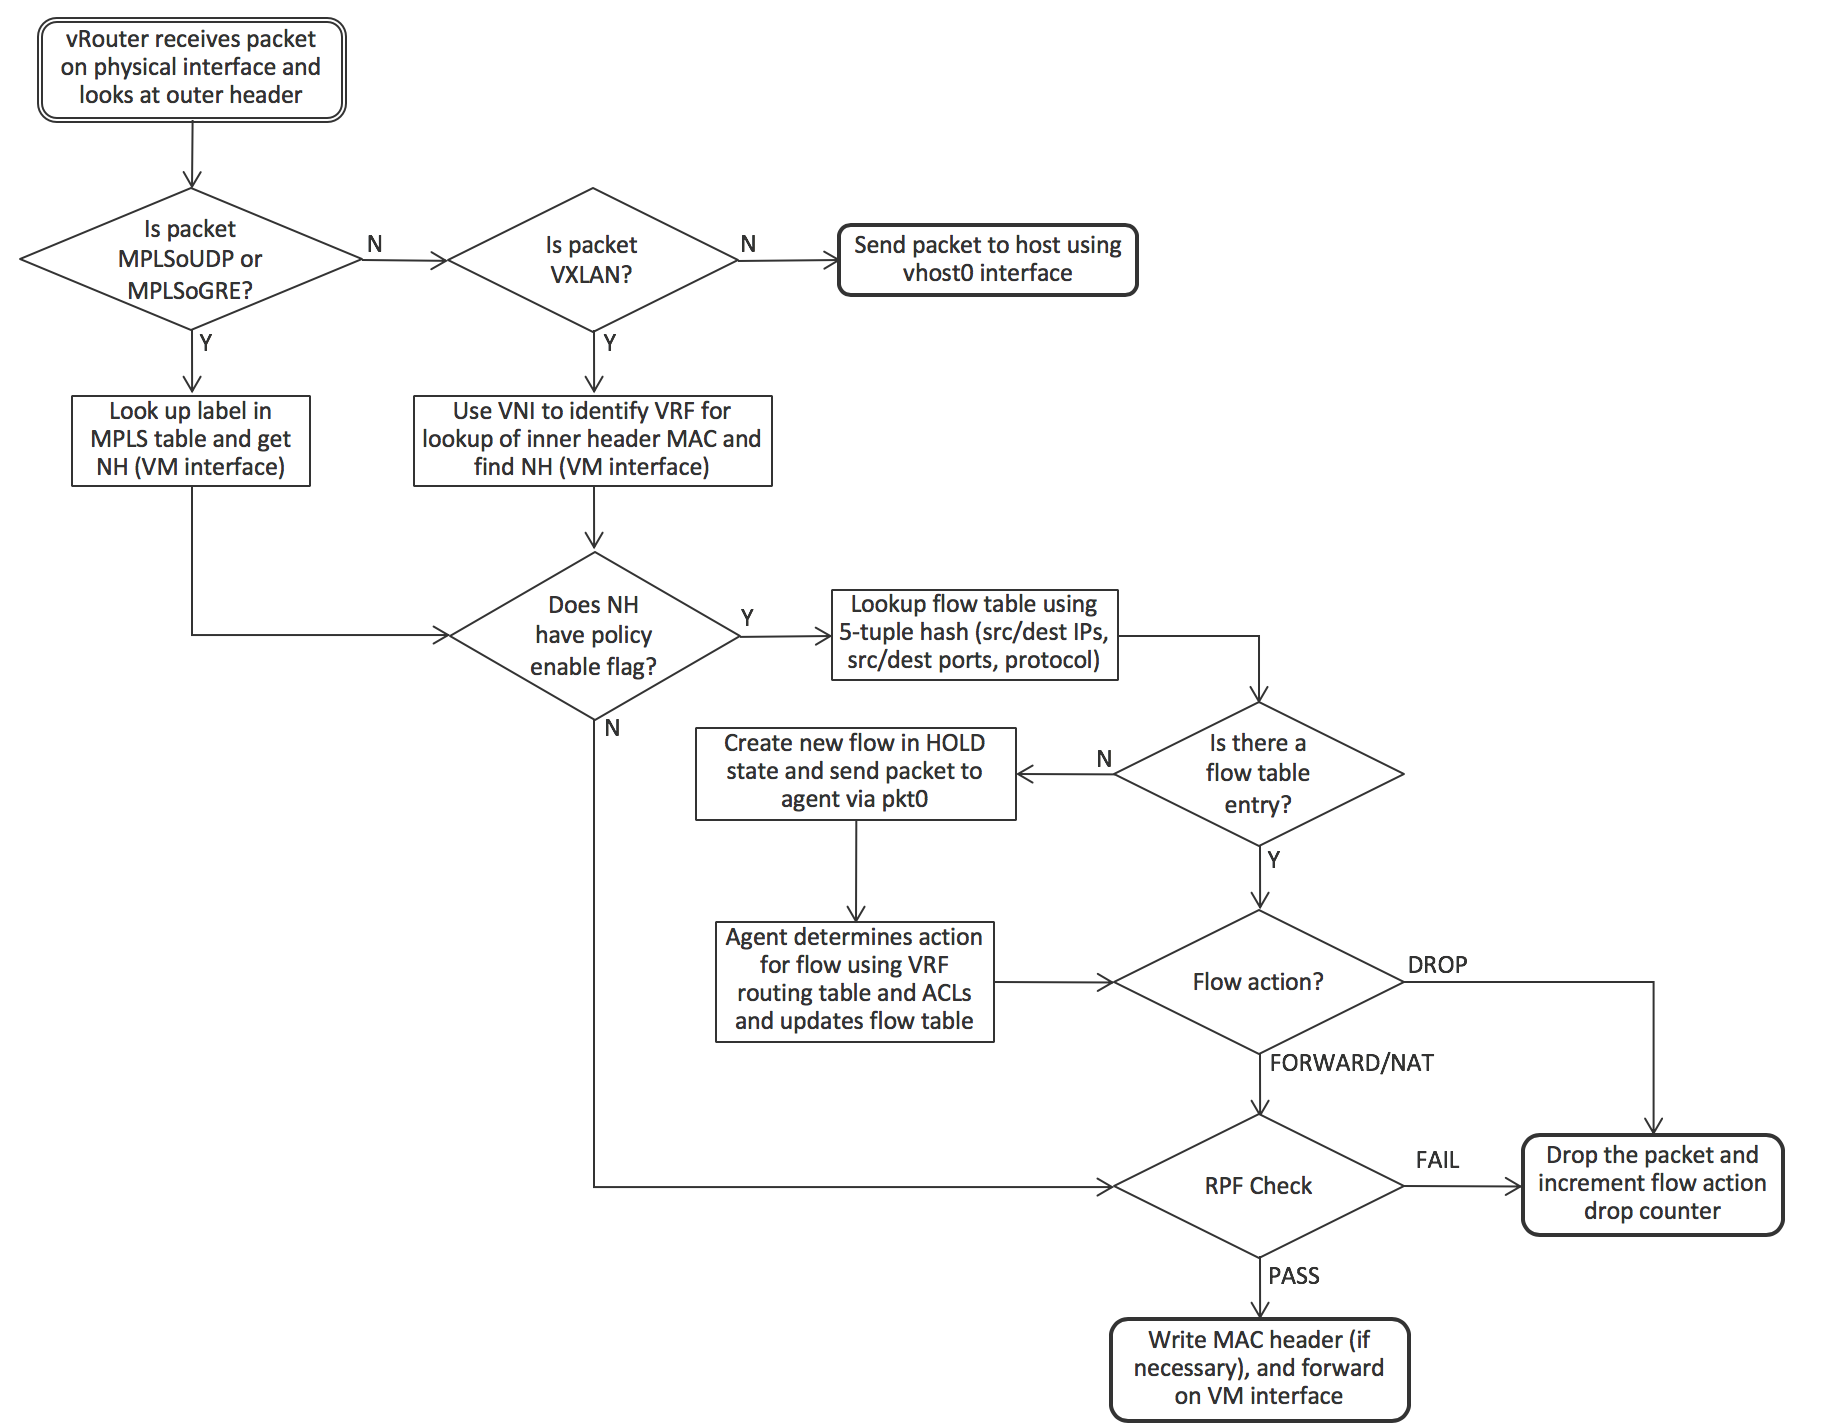 vRouter receives packet
on physical interface and
looks at outer header
Is packet
MPLSoUDP or
MPLSoGRE?
N
Is packet
VXLAN?
N
Send packet to host using
vhost0 interface
Y
Y
Look up label in
MPLS table and get
NH (VM interface)
Use VNI to identify VRF for
lookup of inner header MAC and
find NH (VM interface)
Does NH
have policy
enable flag?
Y
Lookup flow table using
5-tuple hash (src/dest IPs,
src/dest ports, protocol)
N
Create new flow in HOLD
state and send packet to
agent via pkt0
N
Is there a
flow table
entry?
Y
Agent determines action
for flow using VRF
routing table and ACLs
and updates flow table
Flow action?
DROP
FORWARD/NAT
RPF Check
FAIL
Drop the packet and
increment flow action
drop counter
PASS
Write MAC header (if
necessary), and forward
on VM interface